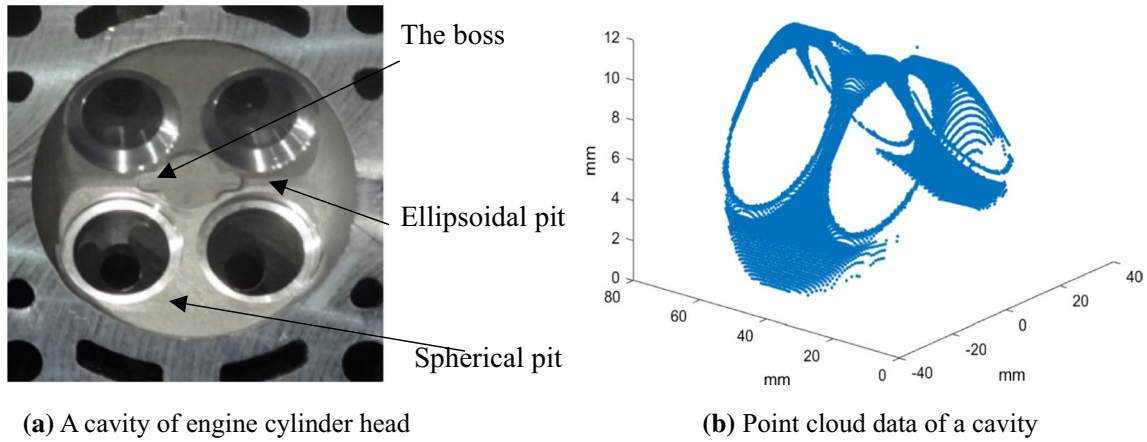 The boss
Ellipsoidal pit
Spherical pit
(a) A cavity of engine cylinder head
12
10
8
6
4
2
0
mm
80
60
40
20
0
mm
-40
-20
0
20
40
mm
(b) Point cloud data of a cavity